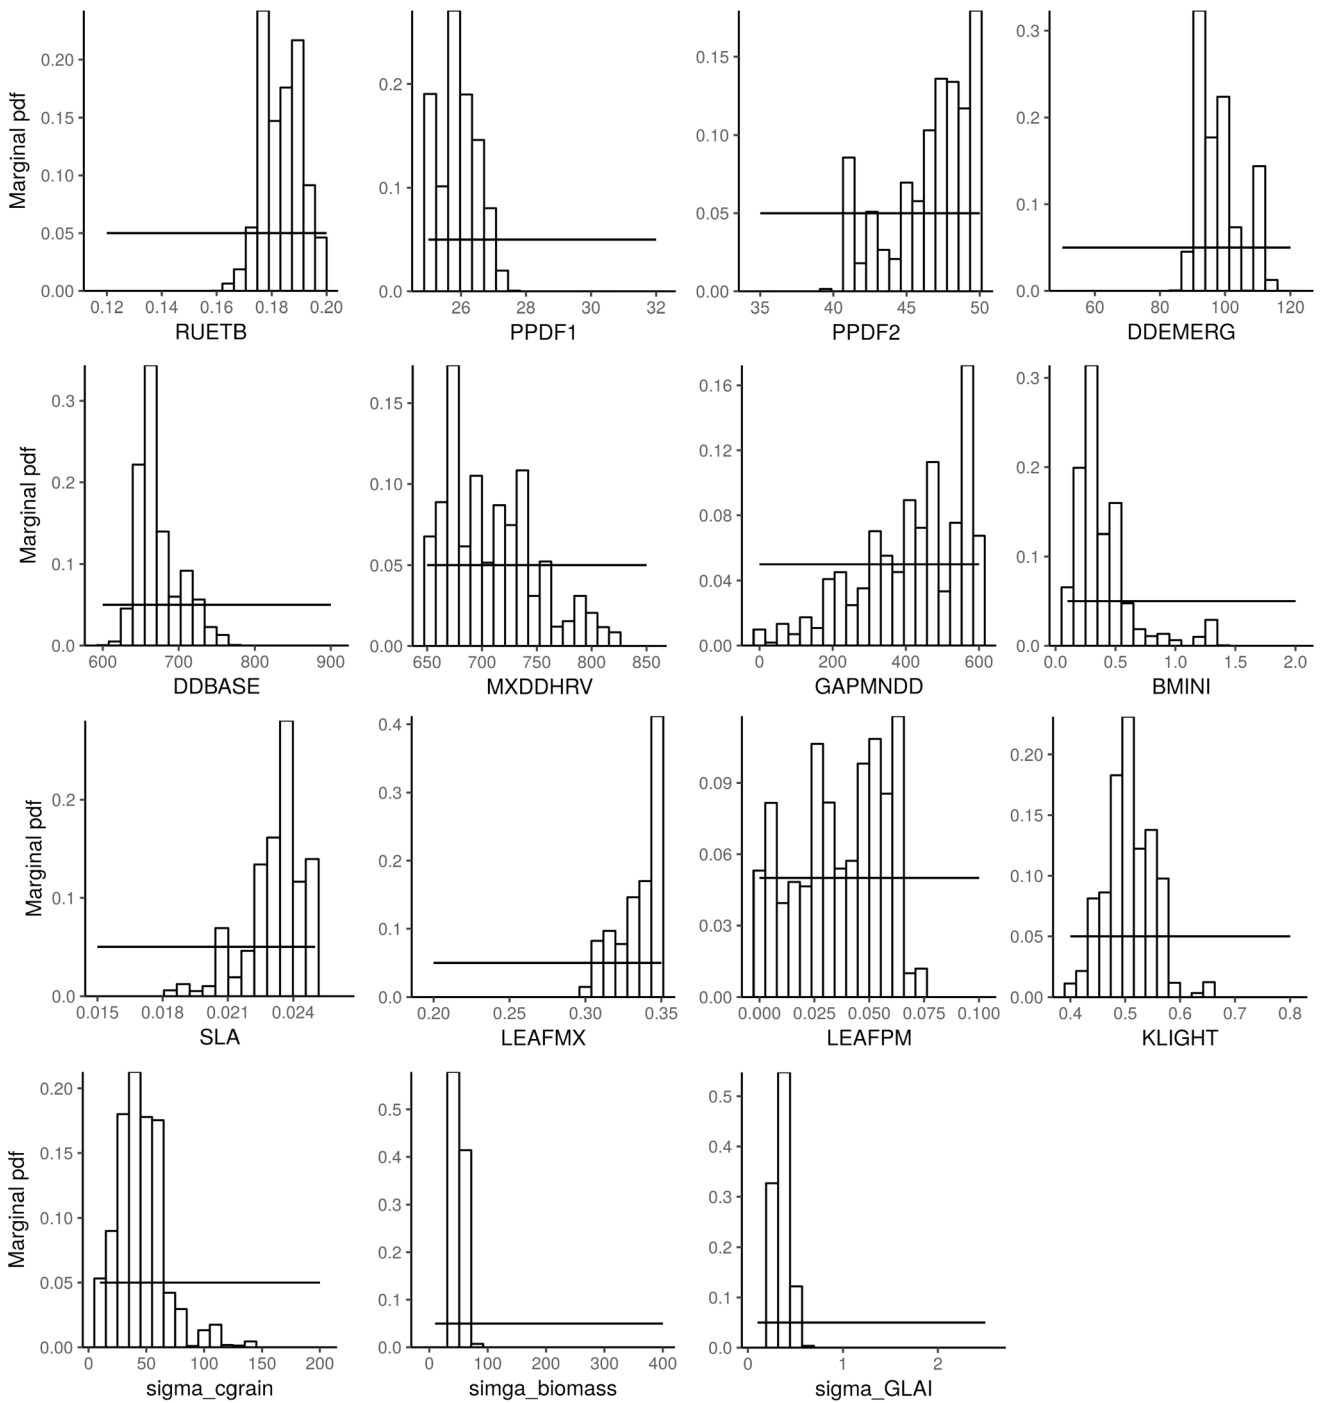 Marginal pdf
0.20
0.15
0.10
0.05
0.00
0.12 0.14 0.16 0.18 0.20
RUETB
0.2
0.1
0.0
26 28 30 32
PPDF1
0.15
0.10
0.05
0.00
35 40 45 50
PPDF2
0.3
0.2
0.1
0.0
60 80 100 120
DDEMERG
Marginal pdf
0.3
0.2
0.1
0.0
600 700 800 900
DDBASE
0.15
0.10
0.05
0.00
650 700 750 800 850
MXDDHRV
0.16
0.12
0.08
0.04
0.00
0 200 400 600
GAPMNDD
0.3
0.2
0.1
0.0
0.0 0.5 1.0 1.5 2.0
BMINI
Marginal pdf
0.2
0.1
0.0
0.015 0.018 0.021 0.024
SLA
0.4
0.3
0.2
0.1
0.0
0.20 0.25 0.30 0.35
LEAFMX
0.09
0.06
0.03
0.00
0.000 0.025 0.050 0.075 0.100
LEAFPM
0.20
0.15
0.10
0.05
0.00
0.4 0.5 0.6 0.7 0.8
KLIGHT
Marginal pdf
0.20
0.15
0.10
0.05
0.00
0 50 100 150 200
sigma_cgrain
0.5
0.4
0.3
0.2
0.1
0.0
0 100 200 300 400
simga_biomass
0.5
0.4
0.3
0.2
0.1
0.0
0 1 2
sigma_GLAI